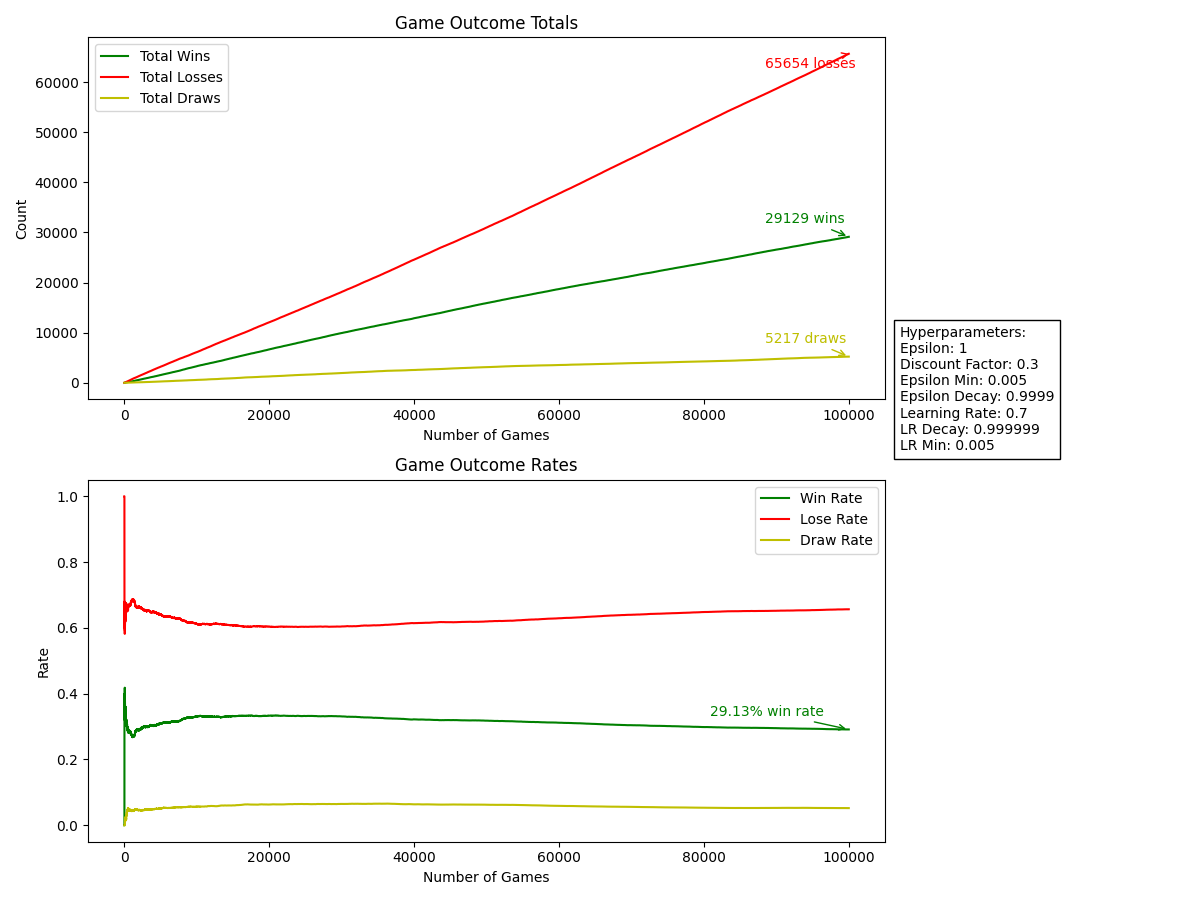 Game Outcome Totals
Total Wins
Total Losses
Total Draws
65654 losses
29129 wins
5217 draws
Count
60000
50000
40000
30000
20000
10000
0
0 20000 40000 60000 80000 100000
Number of Games
Hyperparameters:
Epsilon: 1
Discount Factor: 0.3
Epsilon Min: 0.005
Epsilon Decay: 0.9999
Learning Rate: 0.7
LR Decay: 0.999999
LR Min: 0.005
Game Outcome Rates
Win Rate
Lose Rate
Draw Rate
29.13% win rate
Rate
1.0
0.8
0.6
0.4
0.2
0.0
0 20000 40000 60000 80000 100000
Number of Games